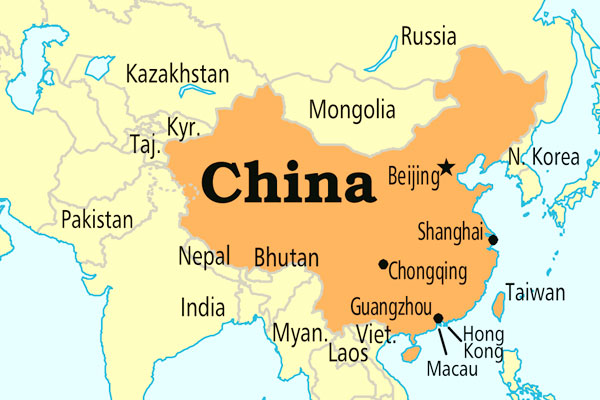 Russia
Kazakhstan
Mongolia
Kyr.
Taj.
N. Korea
China
Beijing
Pakistan
Shanghai
Nepal
Bhutan
Chongqing
Taiwan
India
Guangzhou
Myan.
Viet.
Hong
Kong
Laos
Macau